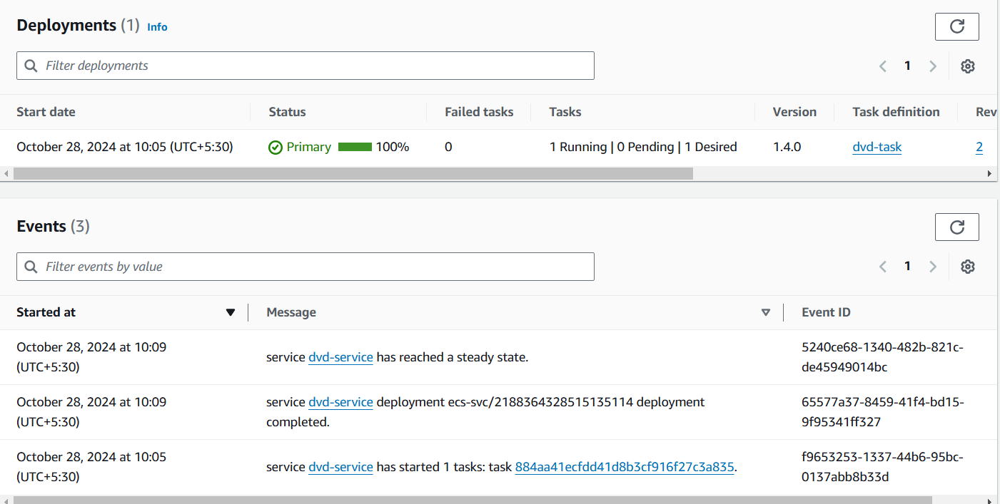 Deployments (1) Info
Filter deployments
1
Start date Status Failed tasks Tasks Version Task definition Rev
October 28, 2024 at 10:05 (UTC+5:30) Primary 100% 0 1 Running | 0 Pending | 1 Desired 1.4.0 dvd-task 2
Events (3)
Filter events by value
1
Started at Message Event ID
October 28, 2024 at 10:09
(UTC+5:30)
service dvd-service has reached a steady state.
5240ce68-1340-482b-821c-
de45949014bc
October 28, 2024 at 10:09
(UTC+5:30)
service dvd-service deployment ecs-svc/2188364328515135114 deployment
completed.
65577a37-8459-41f4-bd15-
9f95341ff327
October 28, 2024 at 10:05
(UTC+5:30)
service dvd-service has started 1 tasks: task 884aa41ecfdd41d8b3cf916f27c3a835.
f9653253-1337-44b6-95bc-
0137abb8b33d